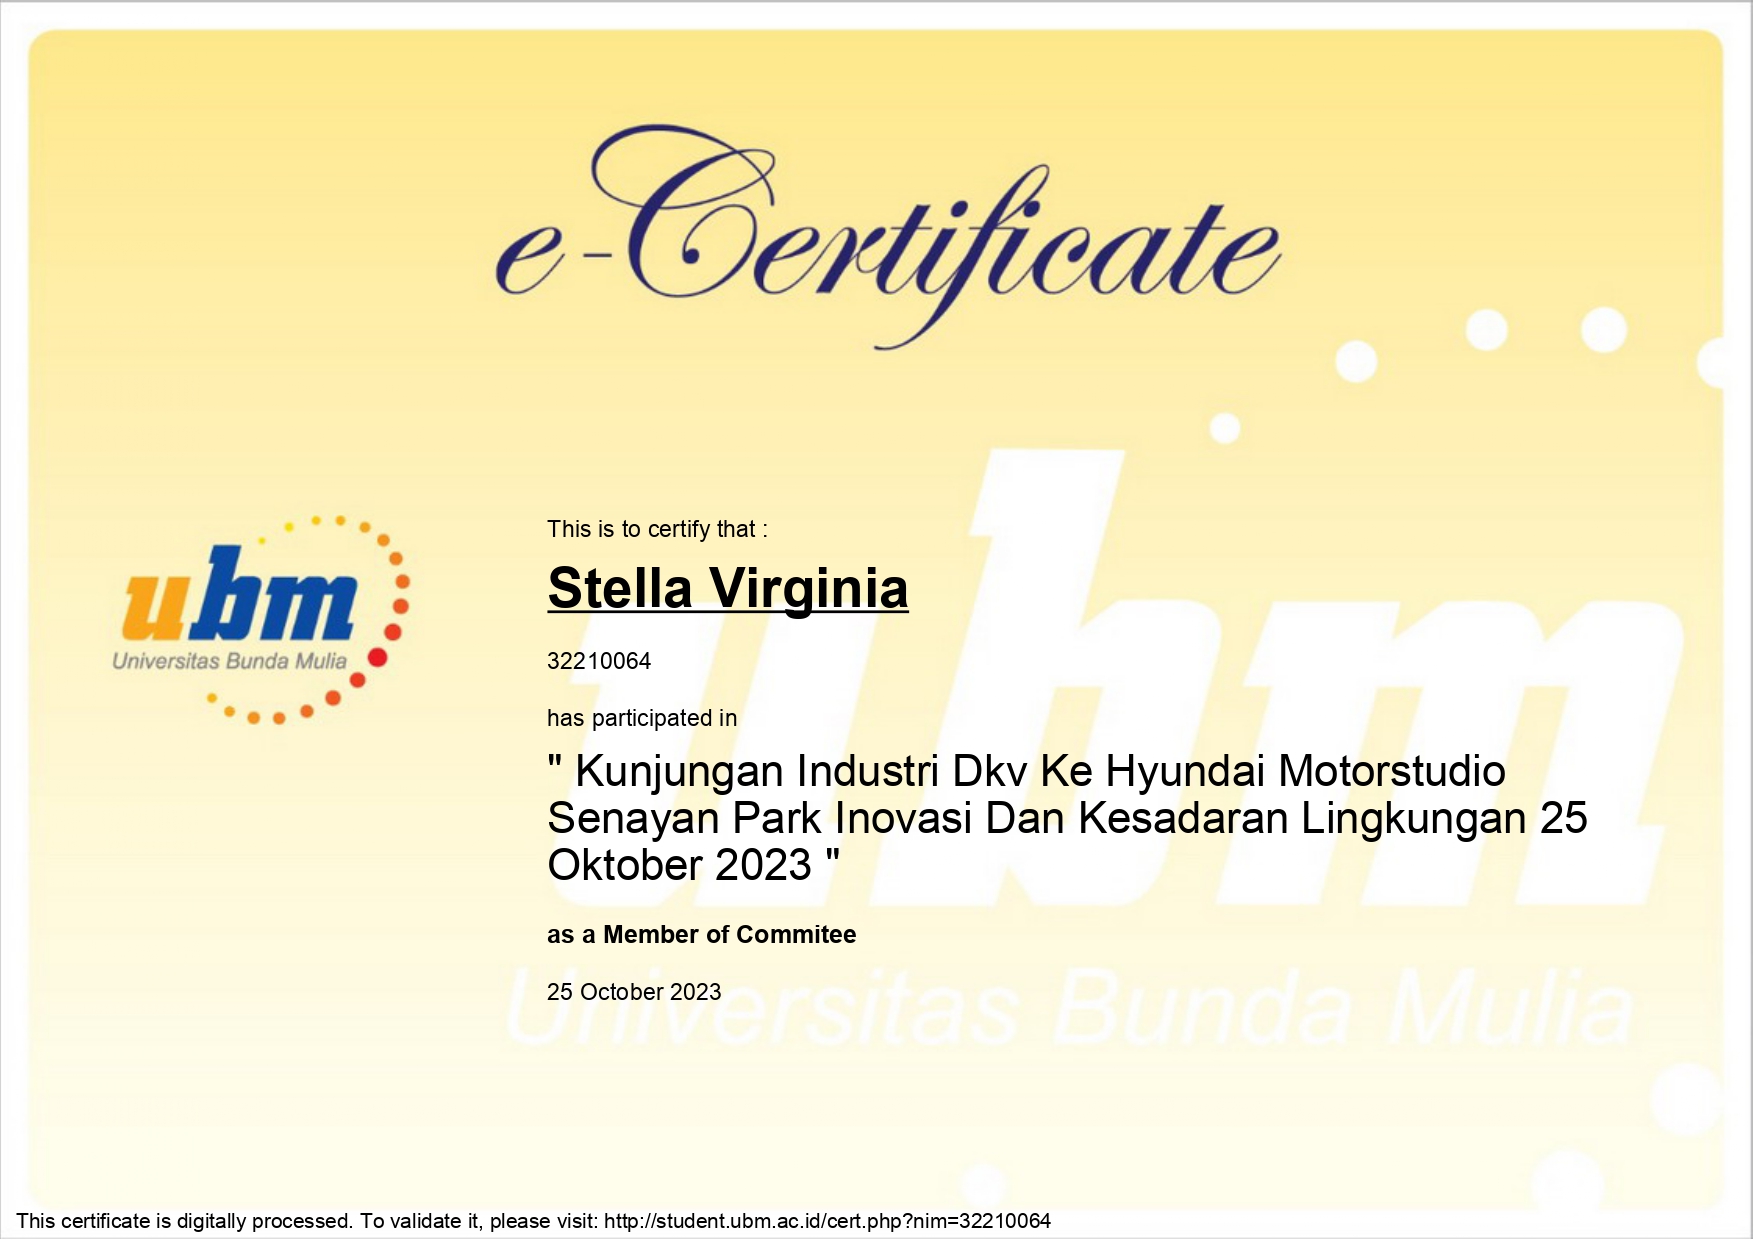 e-Certificate
ubm
Universitas Bunda Mulia
This is to certify that :
Stella Virginia
32210064
has participated in
" Kunjungan Industri Dkv Ke Hyundai Motorstudio
Senayan Park Inovasi Dan Kesadaran Lingkungan 25
Oktober 2023 "
as a Member of Commitee
25 October 2023
ubm
Universitas Bunda Mulia
This certificate is digitally processed. To validate it, please visit: http://student.ubm.ac.id/cert.php?nim=32210064